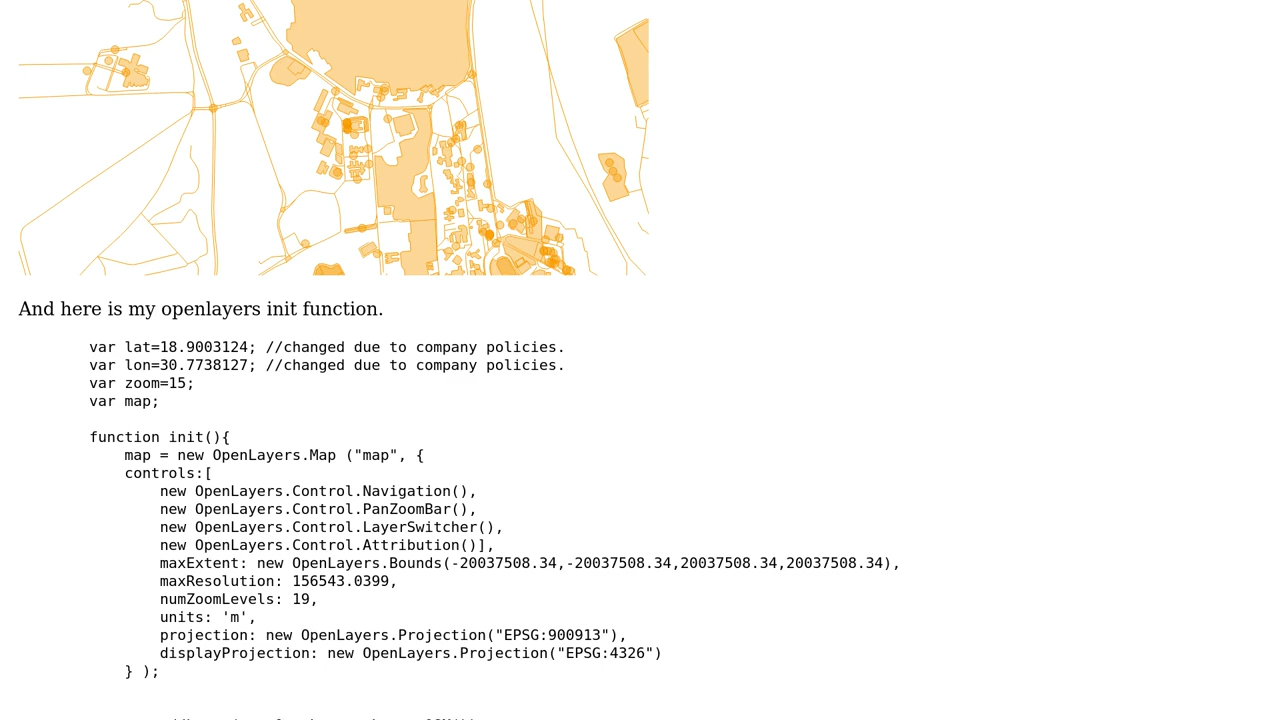 And here is my openlayers init function.
var lat=18.9003124; //changed due to company policies.
var lon=30.7738127; //changed due to company policies.
var zoom=15;
var map;
function init(){
map = new OpenLayers.Map ("map", {
controls:[
new OpenLayers.Control.Navigation(),
new OpenLayers.Control.PanZoomBar(),
new OpenLayers.Control.LayerSwitcher(),
new OpenLayers.Control.Attribution()],
maxExtent: new OpenLayers.Bounds(-20037508.34,-20037508.34,20037508.34,20037508.34),
maxResolution: 156543.0399,
numZoomLevels: 19,
units: 'm',
projection: new OpenLayers.Projection("EPSG:900913"),
displayProjection: new OpenLayers.Projection("EPSG:4326")
} );